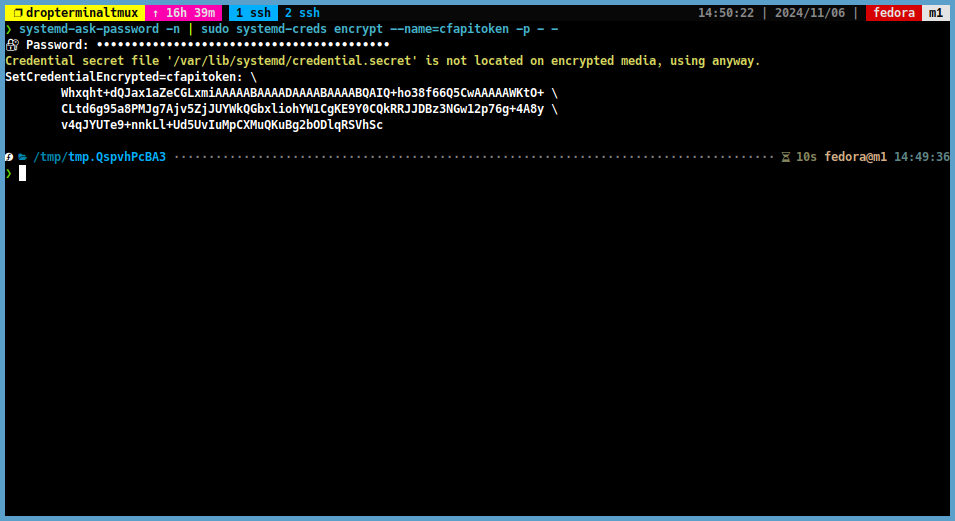 dropterminaltmux ↑ 16h 39m 1 ssh 2 ssh 14:50:22 | 2024/11/06 | fedora m1
❯ systemd-ask-password -n | sudo systemd-creds encrypt --name=cfapitoken -p - -
🔐 Password: ••••••••••••••••••••••••••••••••••••••••••
Credential secret file '/var/lib/systemd/credential.secret' is not located on encrypted media, using anyway.
SetCredentialEncrypted=cfapitoken: \
Whxqht+dQJax1aZeCGLxmiAAAAABAAAADAAAABAAAABQAIQ+ho38f66Q5CwAAAAAWKtO+ \
CLtd6g95a8PMJg7Ajv5ZjJUYWkQGbxliohYW1CgKE9Y0CQkRRJJDBz3NGw12p76g+4A8y \
v4qJYUTe9+nnkLl+Ud5UvIuMpCXMuQKuBg2bODlqRSVhSc
/tmp/tmp.QspvhPcBA3 ······················································································ 10s fedora@m1 14:49:36
❯